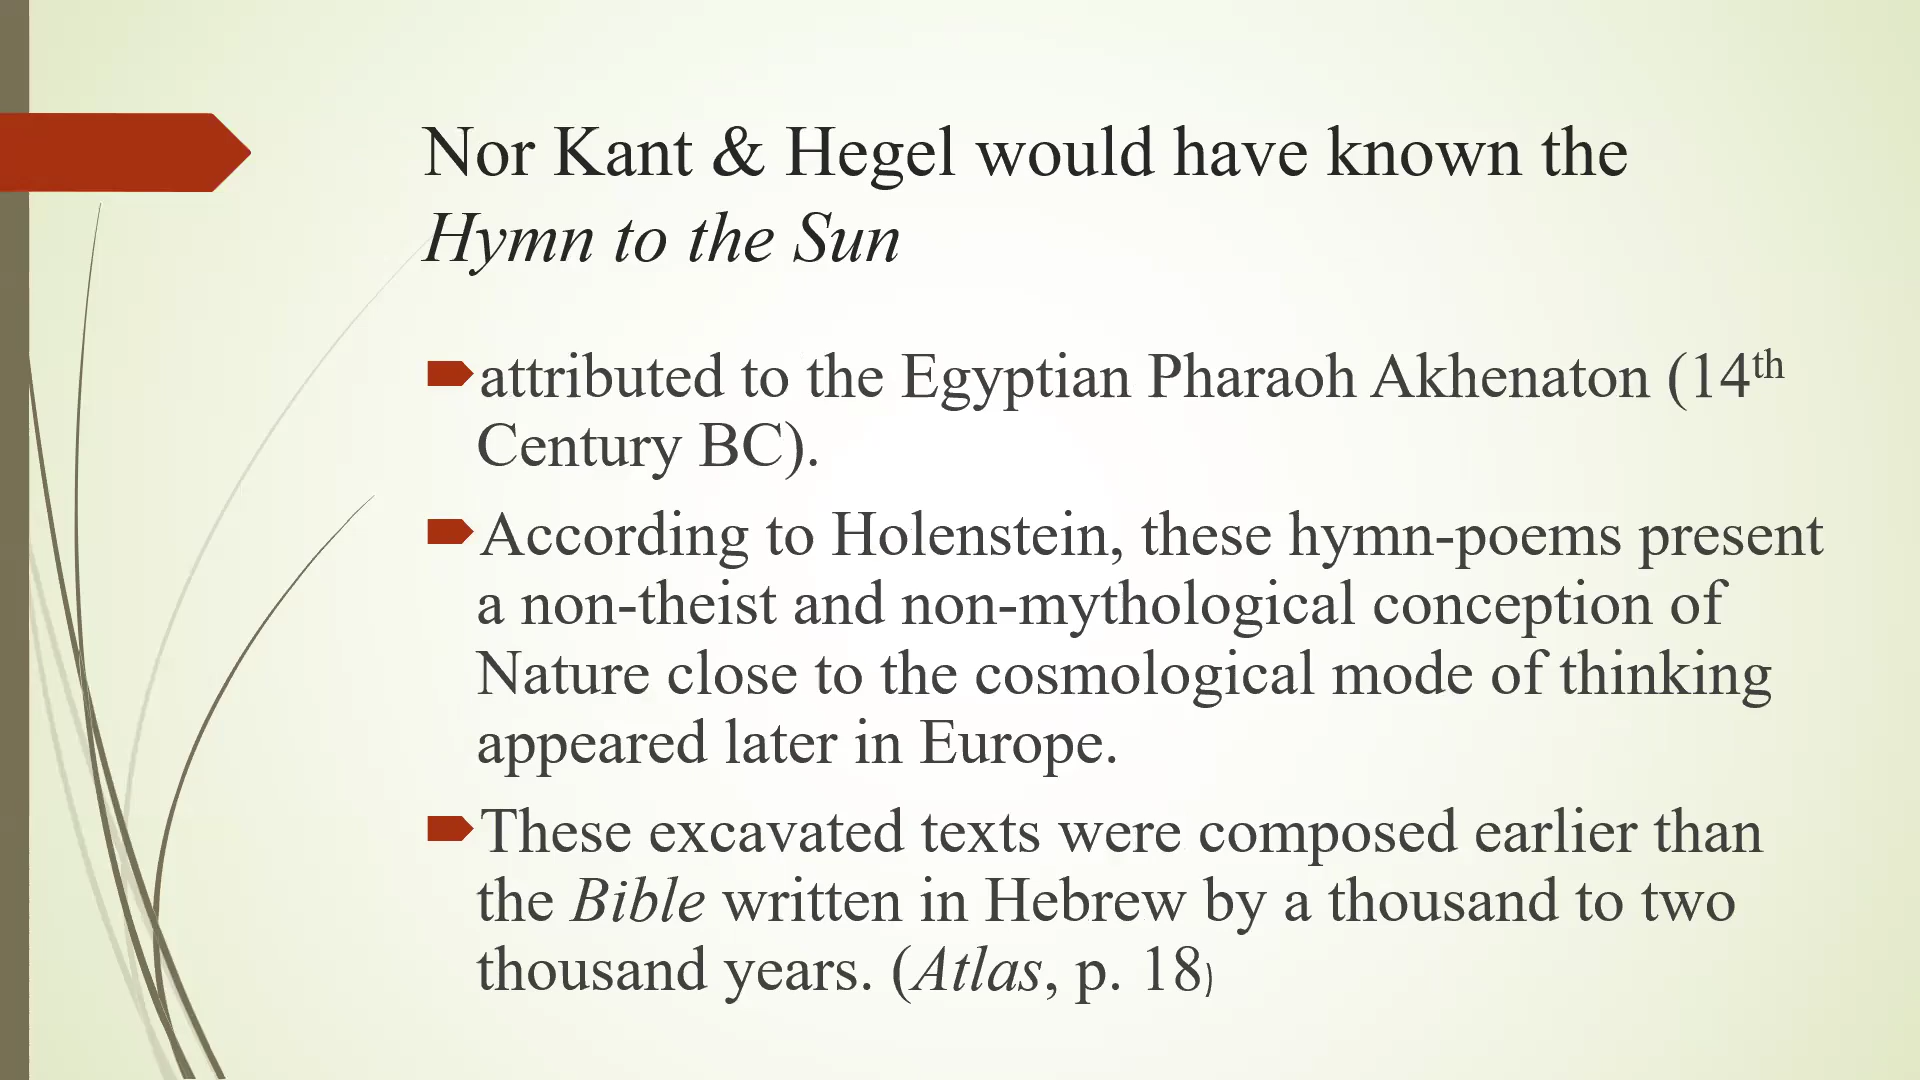 Nor Kant & Hegel would have known the
Hymn to the Sun
attributed to the Egyptian Pharaoh Akhenaton (14th
Century BC).
According to Holenstein, these hymn-poems present
a non-theist and non-mythological conception of
Nature close to the cosmological mode of thinking
appeared later in Europe.
These excavated texts were composed earlier than
the Bible written in Hebrew by a thousand to two
thousand years. (Atlas, p. 18)